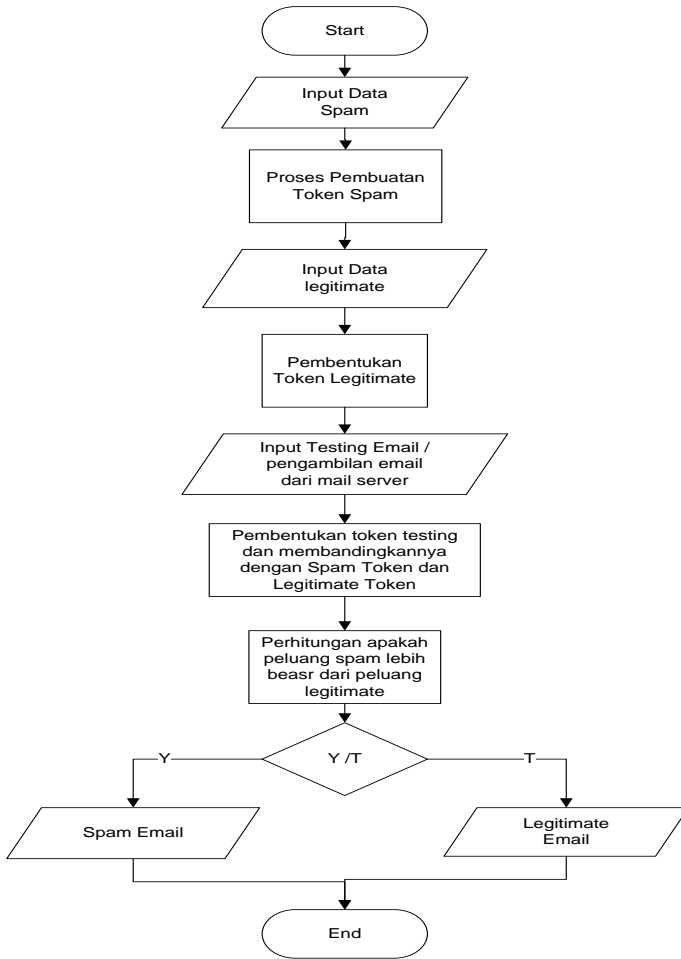 Start
Input Data
Spam
Proses Pembuatan
Token Spam
Input Data
legitimate
Pembentukan
Token Legitimate
Input Testing Email /
pengambilan email
dari mail server
Pembentukan token testing
dan membandingkannya
dengan Spam Token dan
Legitimate Token
Perhitungan apakah
peluang spam lebih
beasr dari peluang
legitimate
Y
Y /T
T
Spam Email
Legitimate
Email
End